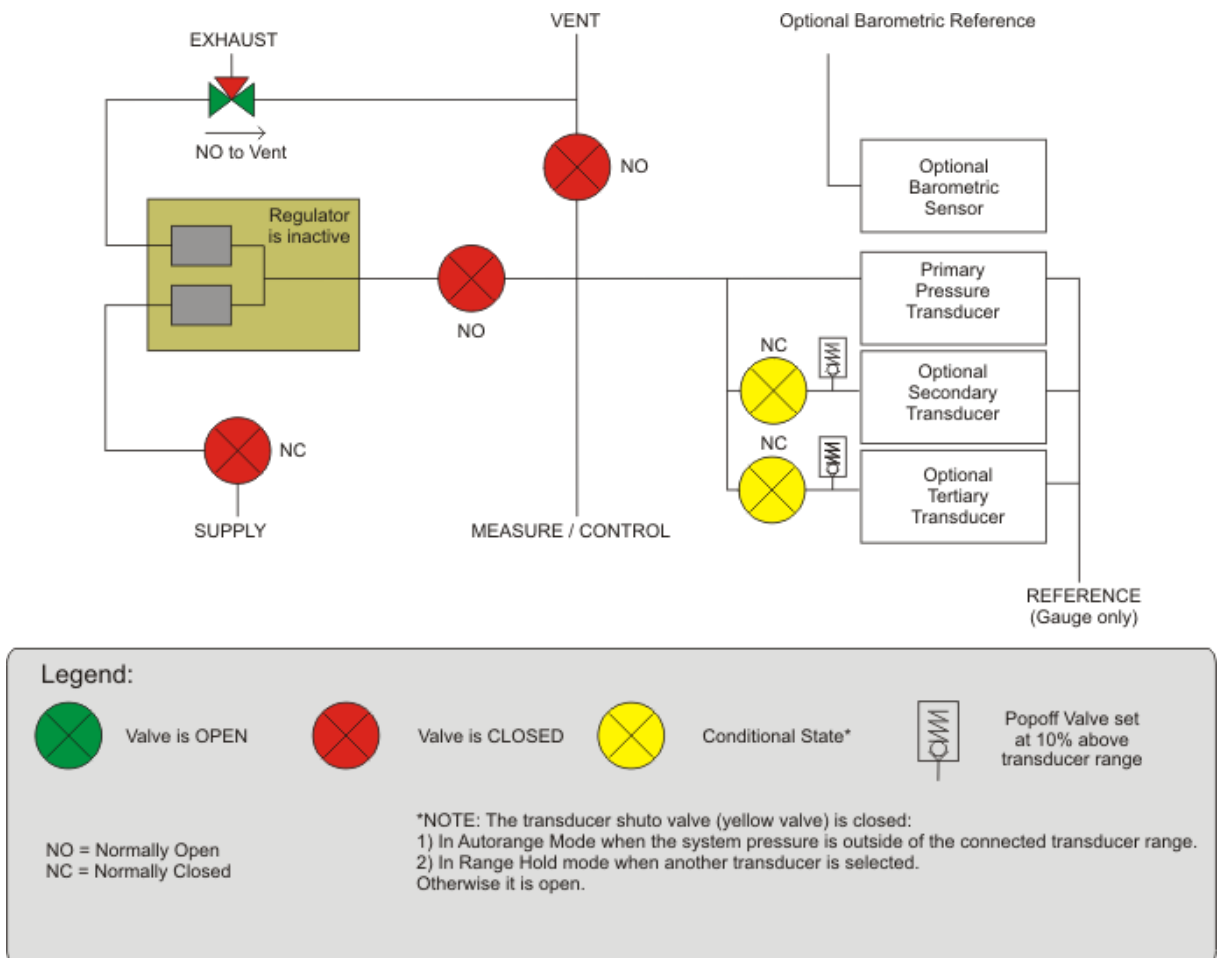 VENT
Optional Barometric Reference
EXHAUST
NO to Vent
NO
Optional
Barometric
Sensor
Regulator
is inactive
NO
Primary
Pressure
Transducer
NC
Optional
Secondary
Transducer
NC
NC
Optional
Tertiary
Transducer
SUPPLY
MEASURE / CONTROL
REFERENCE
(Gauge only)
Legend:
Valve is OPEN
Valve is CLOSED
Conditional State*
Popoff Valve set
at 10% above
transducer range
NO = Normally Open
NC = Normally Closed
*NOTE: The transducer shuto valve (yellow valve) is closed:
1) In Autorange Mode when the system pressure is outside of the connected transducer range.
2) In Range Hold mode when another transducer is selected.
Otherwise it is open.